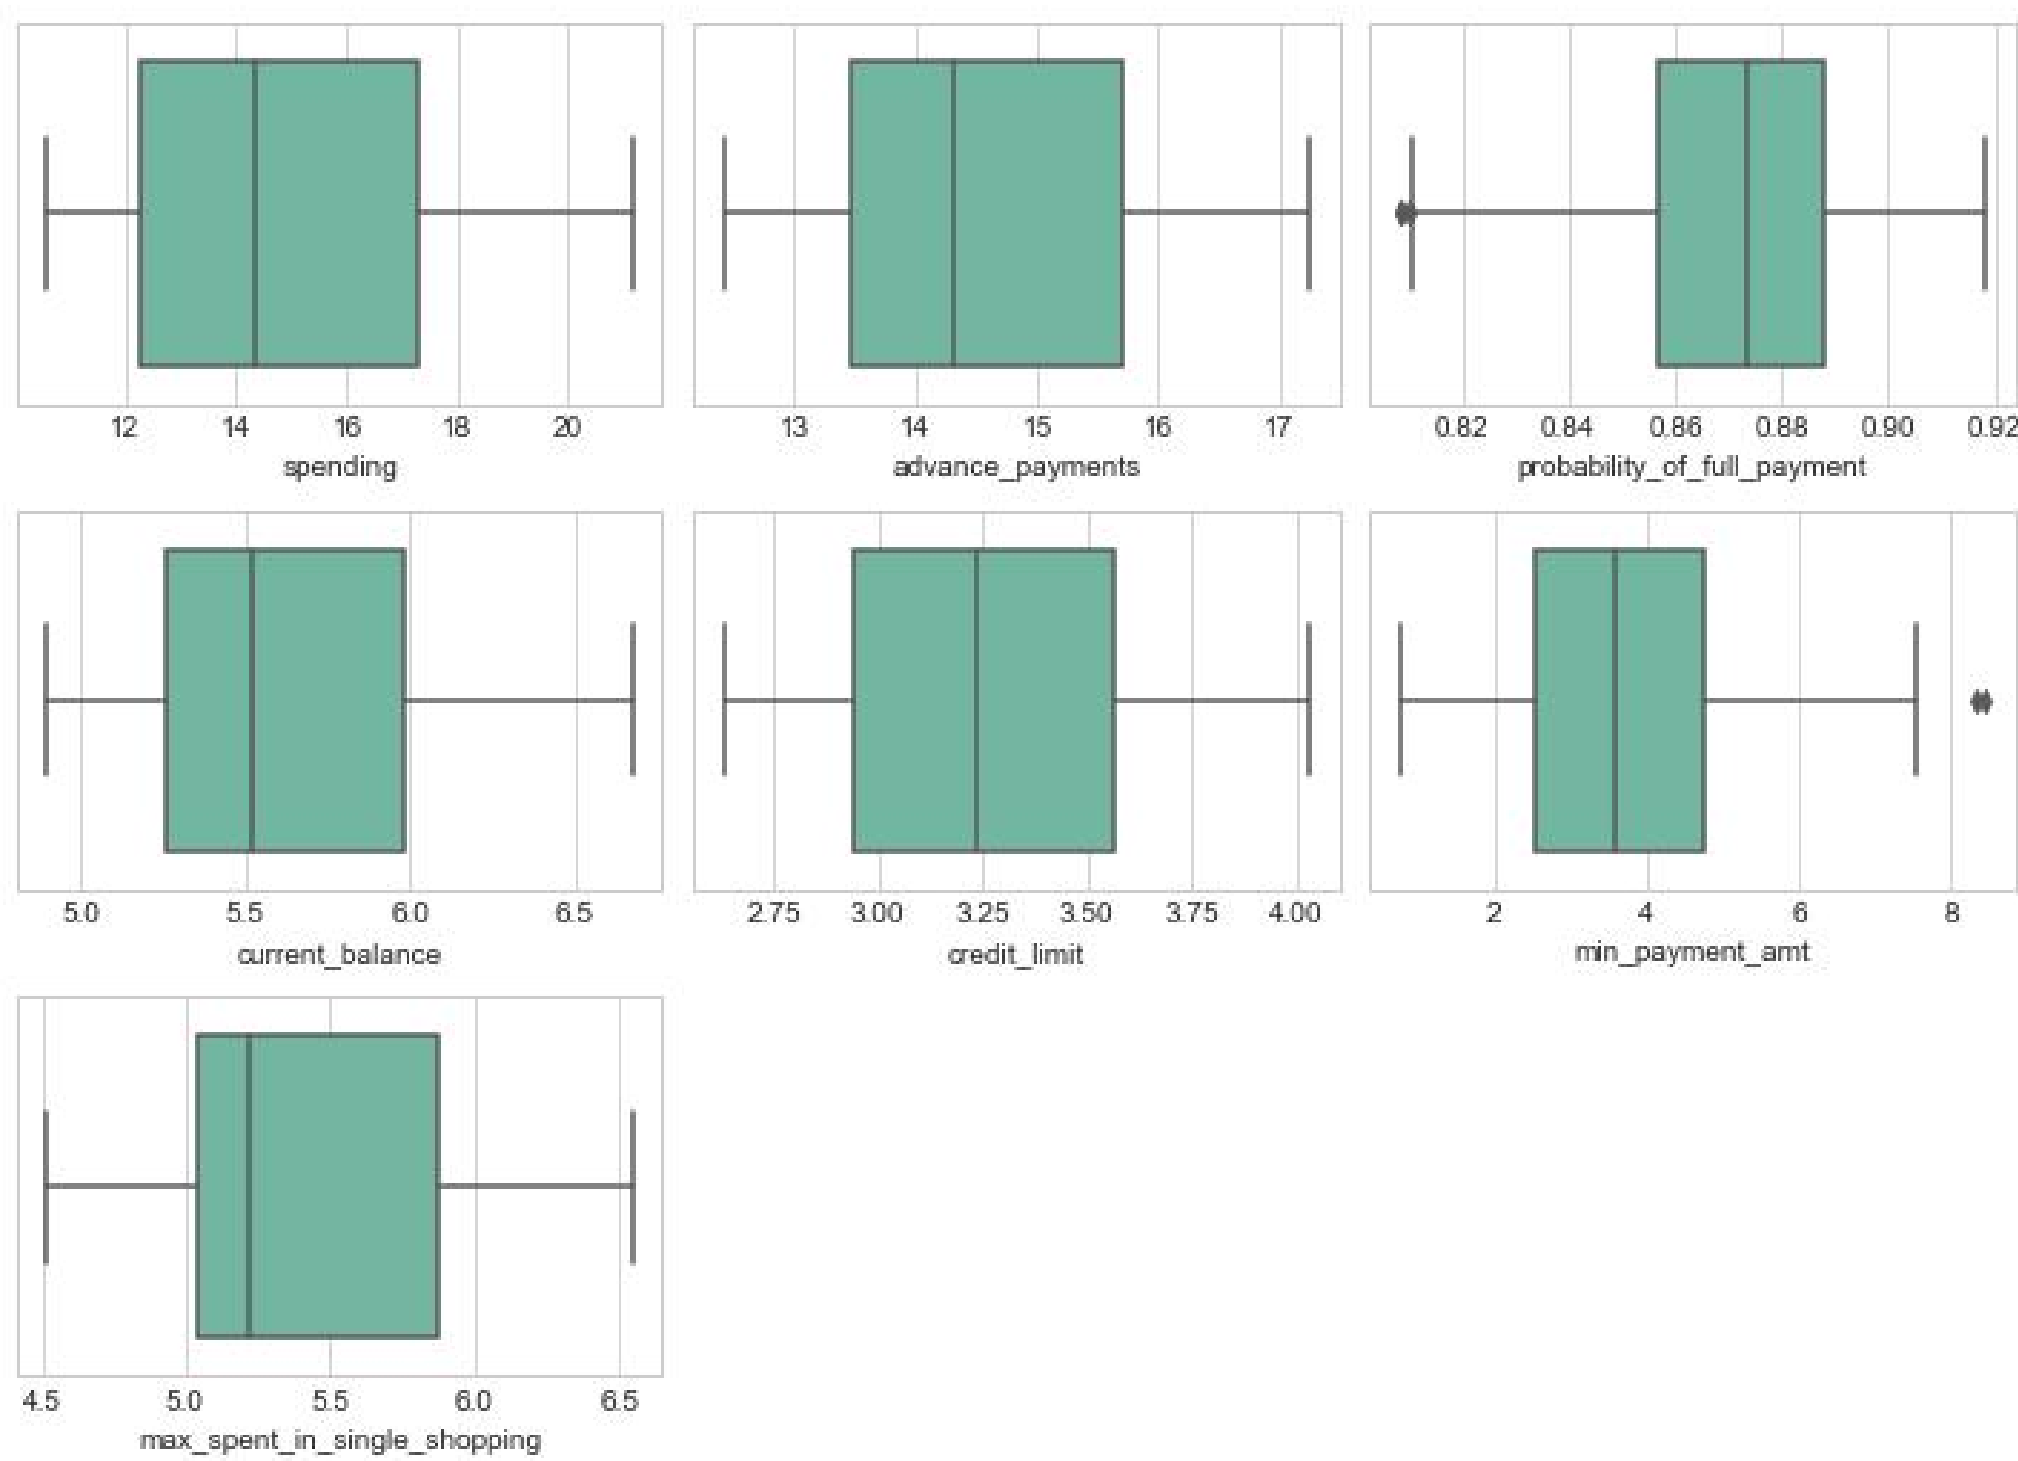 12 14 16 18 20
spending
13 14 15 16 17
advance_payments
0.82 0.84 0.86 0.88 0.90 0.92
probability_of_full_payment
5.0 5.5 6.0 6.5
current_balance
2.75 3.00 3.25 3.50 3.75 4.00
credit_limit
2 4 6 8
min_payment_amt
4.5 5.0 5.5 6.0 6.5
max_spent_in_single_shopping